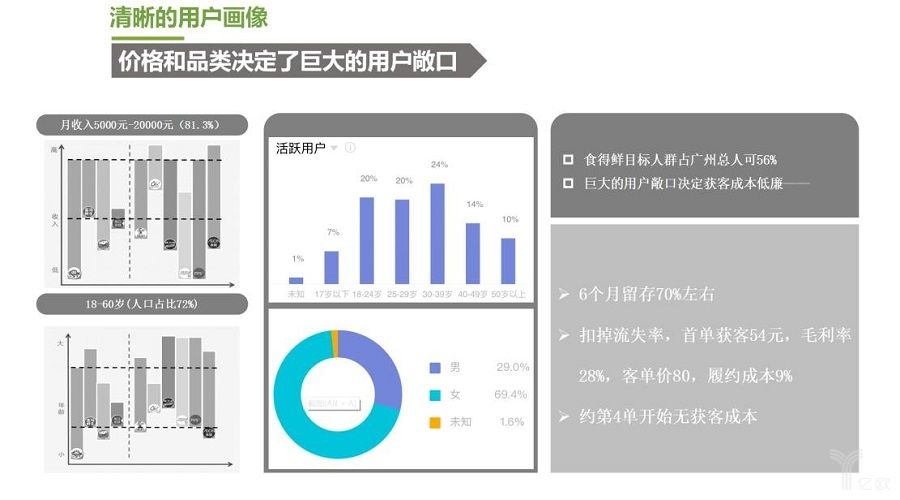 清晰的用户画像
价格和品类决定了巨大的用户敞口
月收入5000元-20000元（81.3%）
高
收入
低
18-60岁(人口占比72%)
大
年龄
小
活跃用户
1%
7%
20%
20%
24%
14%
10%
未知
17岁以下
18-24岁
25-29岁
30-39岁
40-49岁
50岁以上
男 29.0%
女 69.4%
未知 1.6%
截图(Alt + A)
食得鲜目标人群占广州总人可56%
巨大的用户敞口决定获客成本低廉——
6个月留存70%左右
扣掉流失率，首单获客54元，毛利率
28%，客单价80，履约成本9%
约第4单开始无获客成本
亿欧